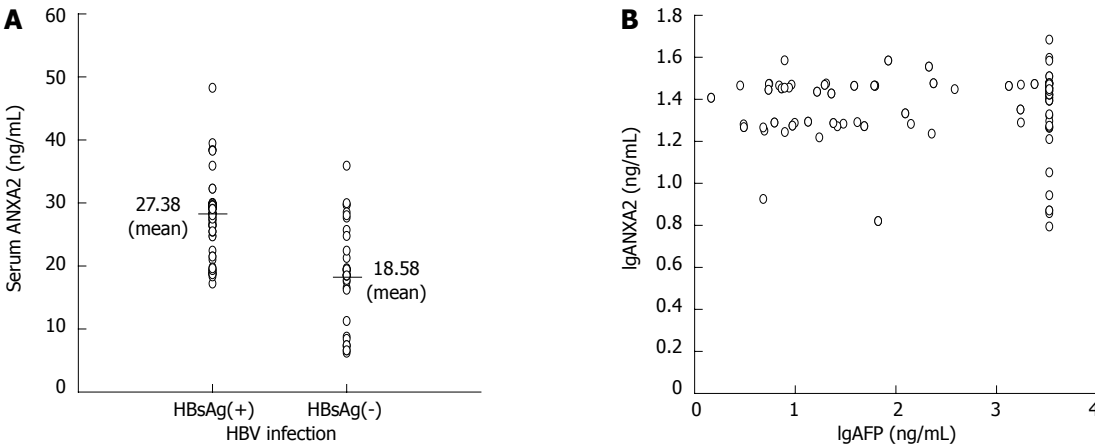 A
Serum ANXA2 (ng/mL)
60
50
40
30
20
10
0
27.38
(mean)
18.58
(mean)
HBsAg(+) HBsAg(-)
HBV infection
B
lgANXA2 (ng/mL)
1.8
1.6
1.4
1.2
1.0
0.8
0.6
0.4
0.2
0
0 1 2 3 4
lgAFP (ng/mL)